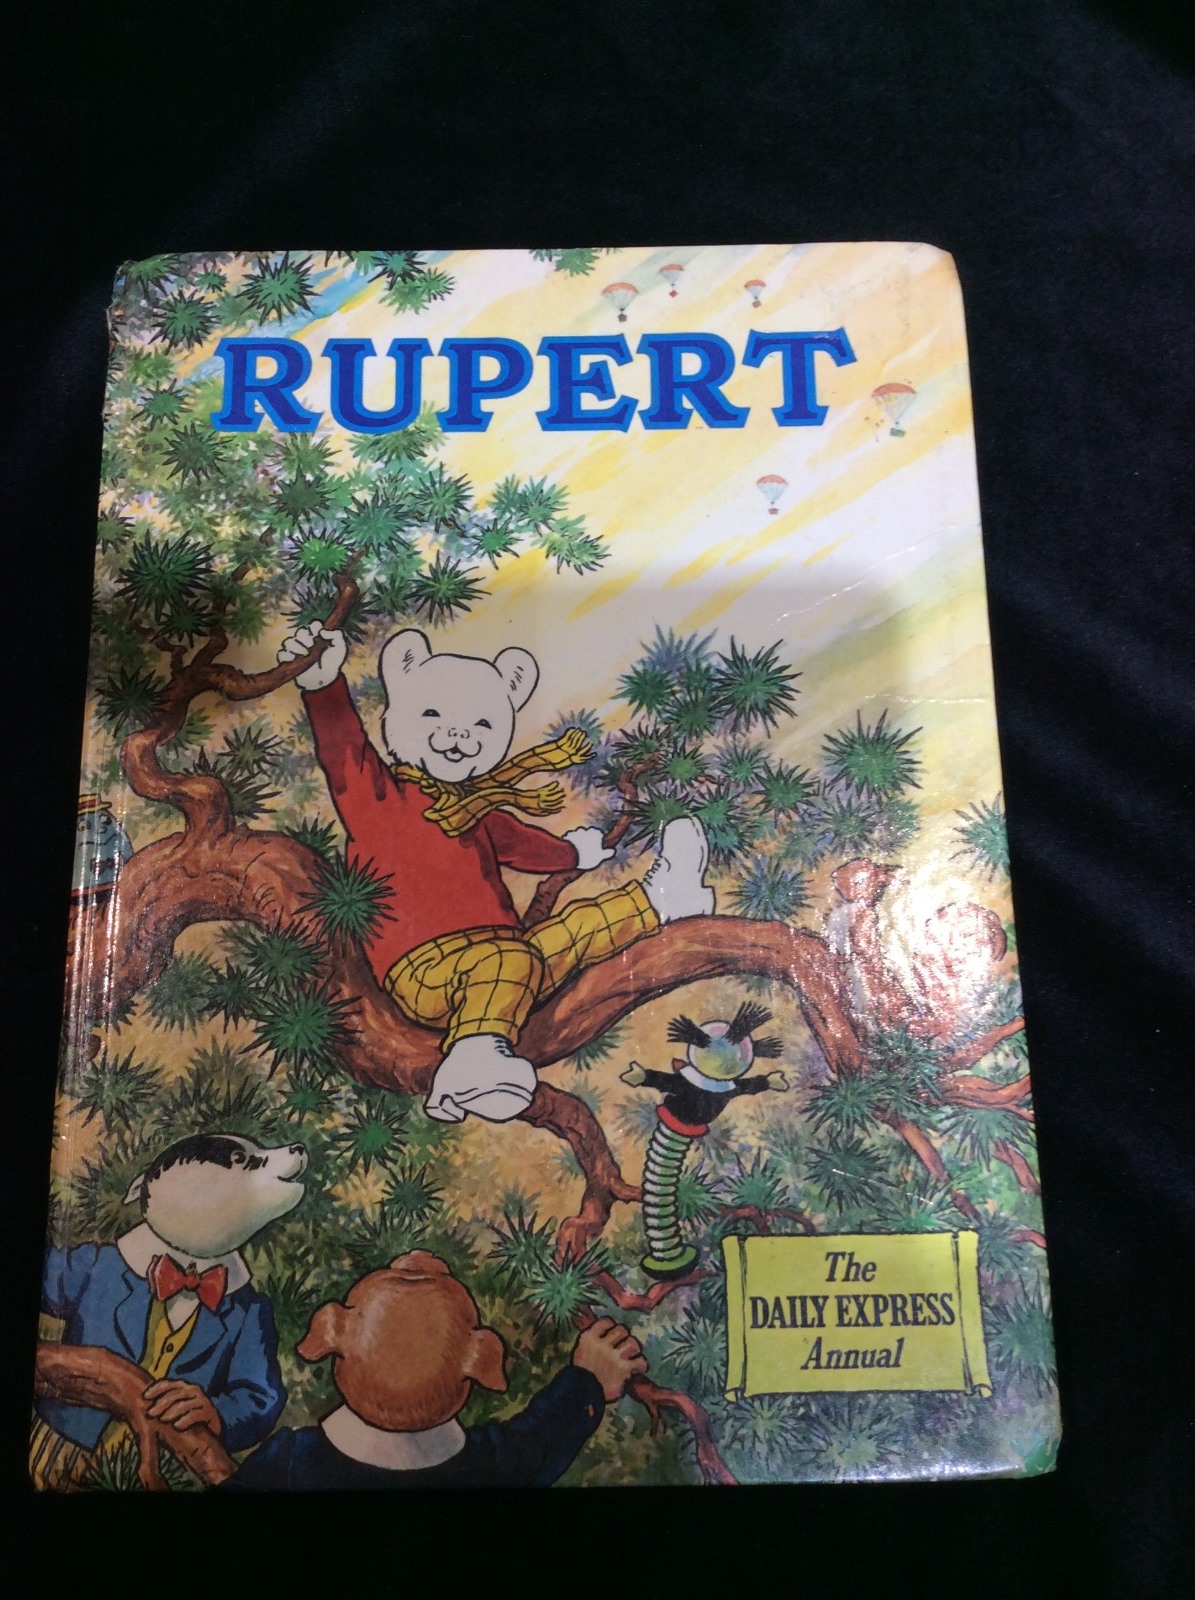 RUPERT
The
DAILY EXPRESS
Annual